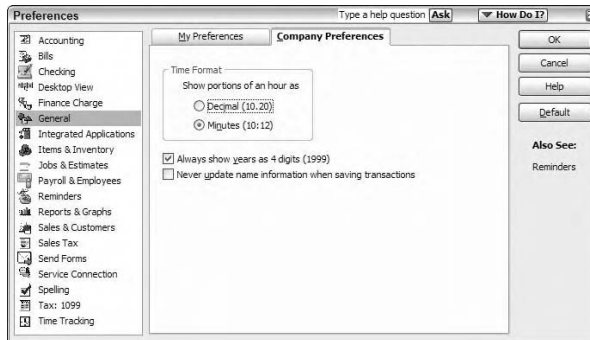 Preferences
Type a help question Ask
How Do I?
Accounting
Bills
Checking
Desktop View
Finance Charge
General
Integrated Applications
Items & Inventory
Jobs & Estimates
Payroll & Employees
Reminders
Reports & Graphs
Sales & Customers
Sales Tax
Send Forms
Service Connection
Spelling
Tax: 1099
Time Tracking
My Preferences
Company Preferences
Time Format
Show portions of an hour as
Decimal (10.20)
Minutes (10:12)
Always show years as 4 digits (1999)
Never update name information when saving transactions
OK
Cancel
Help
Default
Also See:
Reminders